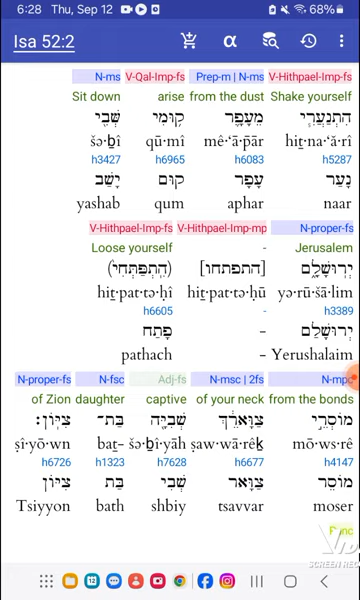 6:28 Thu, Sep 12 68%
Isa 52:2 α
N-ms V-Qal-Imp-fs Prep-m | N-ms V-Hithpael-Imp-fs
Sit down arise from the dust Shake yourself
הִתְנַעֲרִ֧י מֵעָפָ֛ר ק֥וּמִי שְּׁבִ֖י
šə·ḇî qū·mî mê·‘ā·p̄ār hiṯ·na·‘ă·rî
h3427 h6965 h6083 h5287
נָעַר עָפָר קוּם יָשַׁב
yashab qum aphar naar
V-Hithpael-Imp-fs V-Hithpael-Imp-mp N-proper-fs
Loose yourself - Jerusalem
יְרֽוּשָׁלִָ֑ם [התפתחו] (הִֽתְפַּתְּחִי֙)
hiṯ·pat·tə·ḥî hiṯ·pat·tə·ḥū yə·rū·šā·lim
h6605 - h3389
יְרוּשָׁלַםִ - פָּתַח
pathach - Yerushalaim
N-proper-fs N-fsc Adj-fs N-msc | 2fs N-mpc
of Zion daughter captive of your neck from the bonds
מוֹסְרֵ֣י צַוָּארֵ֔ךְ שְׁבִיָּ֖ה בַּת־ צִיּֽוֹן׃
ṣî·yō·wn baṯ- šə·ḇî·yāh ṣaw·wā·rêḵ mō·ws·rê
h6726 h1323 h7628 h6677 h4147
מוֹסֵר צַוָּאר שְׁבִי בַּת צִיּוֹן
Tsiyyon bath shbiy tsavvar moser